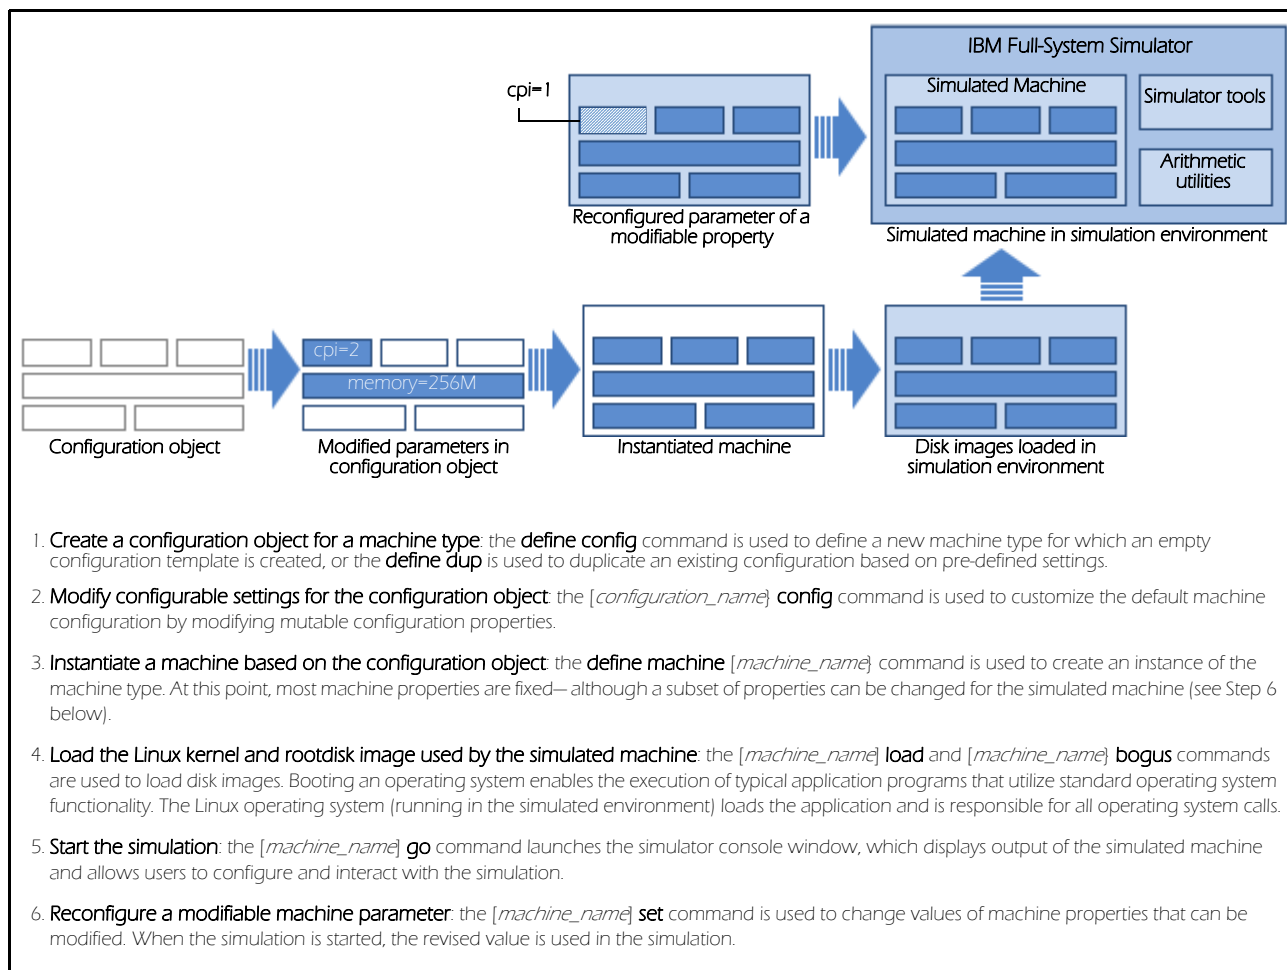 IBM Full-System Simulator
cpi=1
Simulated Machine
Simulator tools
Arithmetic
utilities
Reconfigured parameter of a
modifiable property
Simulated machine in simulation environment
cpi=2
memory=256M
Configuration object
Modified parameters in
configuration object
Instantiated machine
Disk images loaded in
simulation environment
1. Create a configuration object for a machine type: the define config command is used to define a new machine type for which an empty
configuration template is created, or the define dup is used to duplicate an existing configuration based on pre-defined settings.
2. Modify configurable settings for the configuration object: the [configuration_name} config command is used to customize the default machine
configuration by modifying mutable configuration properties.
3. Instantiate a machine based on the configuration object: the define machine [machine_name} command is used to create an instance of the
machine type. At this point, most machine properties are fixed— although a subset of properties can be changed for the simulated machine (see Step 6
below).
4. Load the Linux kernel and rootdisk image used by the simulated machine: the [machine_name] load and [machine_name} bogus commands
are used to load disk images. Booting an operating system enables the execution of typical application programs that utilize standard operating system
functionality. The Linux operating system (running in the simulated environment) loads the application and is responsible for all operating system calls.
5. Start the simulation: the [machine_name] go command launches the simulator console window, which displays output of the simulated machine
and allows users to configure and interact with the simulation.
6. Reconfigure a modifiable machine parameter: the [machine_name] set command is used to change values of machine properties that can be
modified. When the simulation is started, the revised value is used in the simulation.